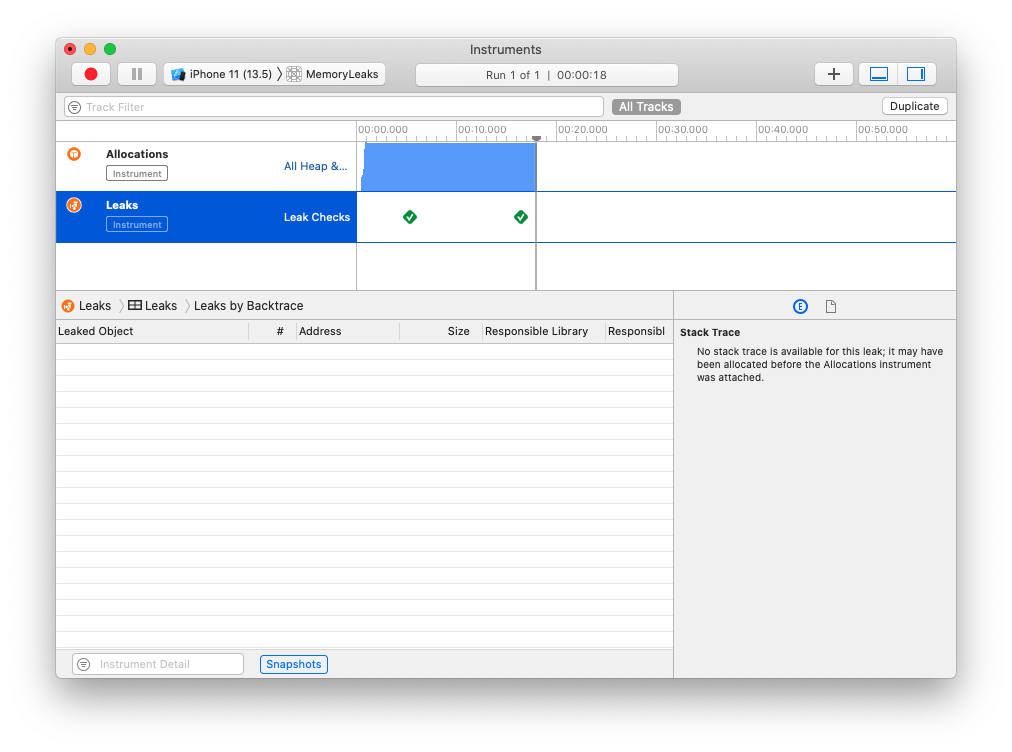 Instruments
iPhone 11 (13.5) 〉 MemoryLeaks
Run 1 of 1 | 00:00:18
Track Filter
All Tracks
Duplicate
00:00.000 00:10.000 00:20.000 00:30.000 00:40.000 00:50.000
Allocations
Instrument
All Heap &...
Leaks
Instrument
Leak Checks
Leaks 〉 Leaks 〉 Leaks by Backtrace
E
Leaked Object # Address Size Responsible Library Responsibl
Stack Trace
No stack trace is available for this leak; it may have
been allocated before the Allocations instrument
was attached.
Instrument Detail
Snapshots